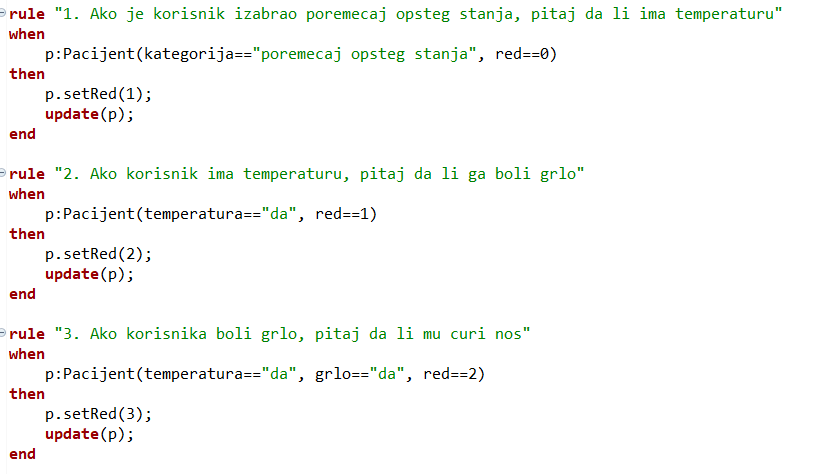 rule "1. Ako je korisnik izabrao poremecaj opsteg stanja, pitaj da li ima temperaturu"
when
    p:Pacijent(kategorija=="poremecaj opsteg stanja", red==0)
then
    p.setRed(1);
    update(p);
end
rule "2. Ako korisnik ima temperaturu, pitaj da li ga boli grlo"
when
    p:Pacijent(temperatura=="da", red==1)
then
    p.setRed(2);
    update(p);
end
rule "3. Ako korisnika boli grlo, pitaj da li mu curi nos"
when
    p:Pacijent(temperatura=="da", grlo=="da", red==2)
then
    p.setRed(3);
    update(p);
end